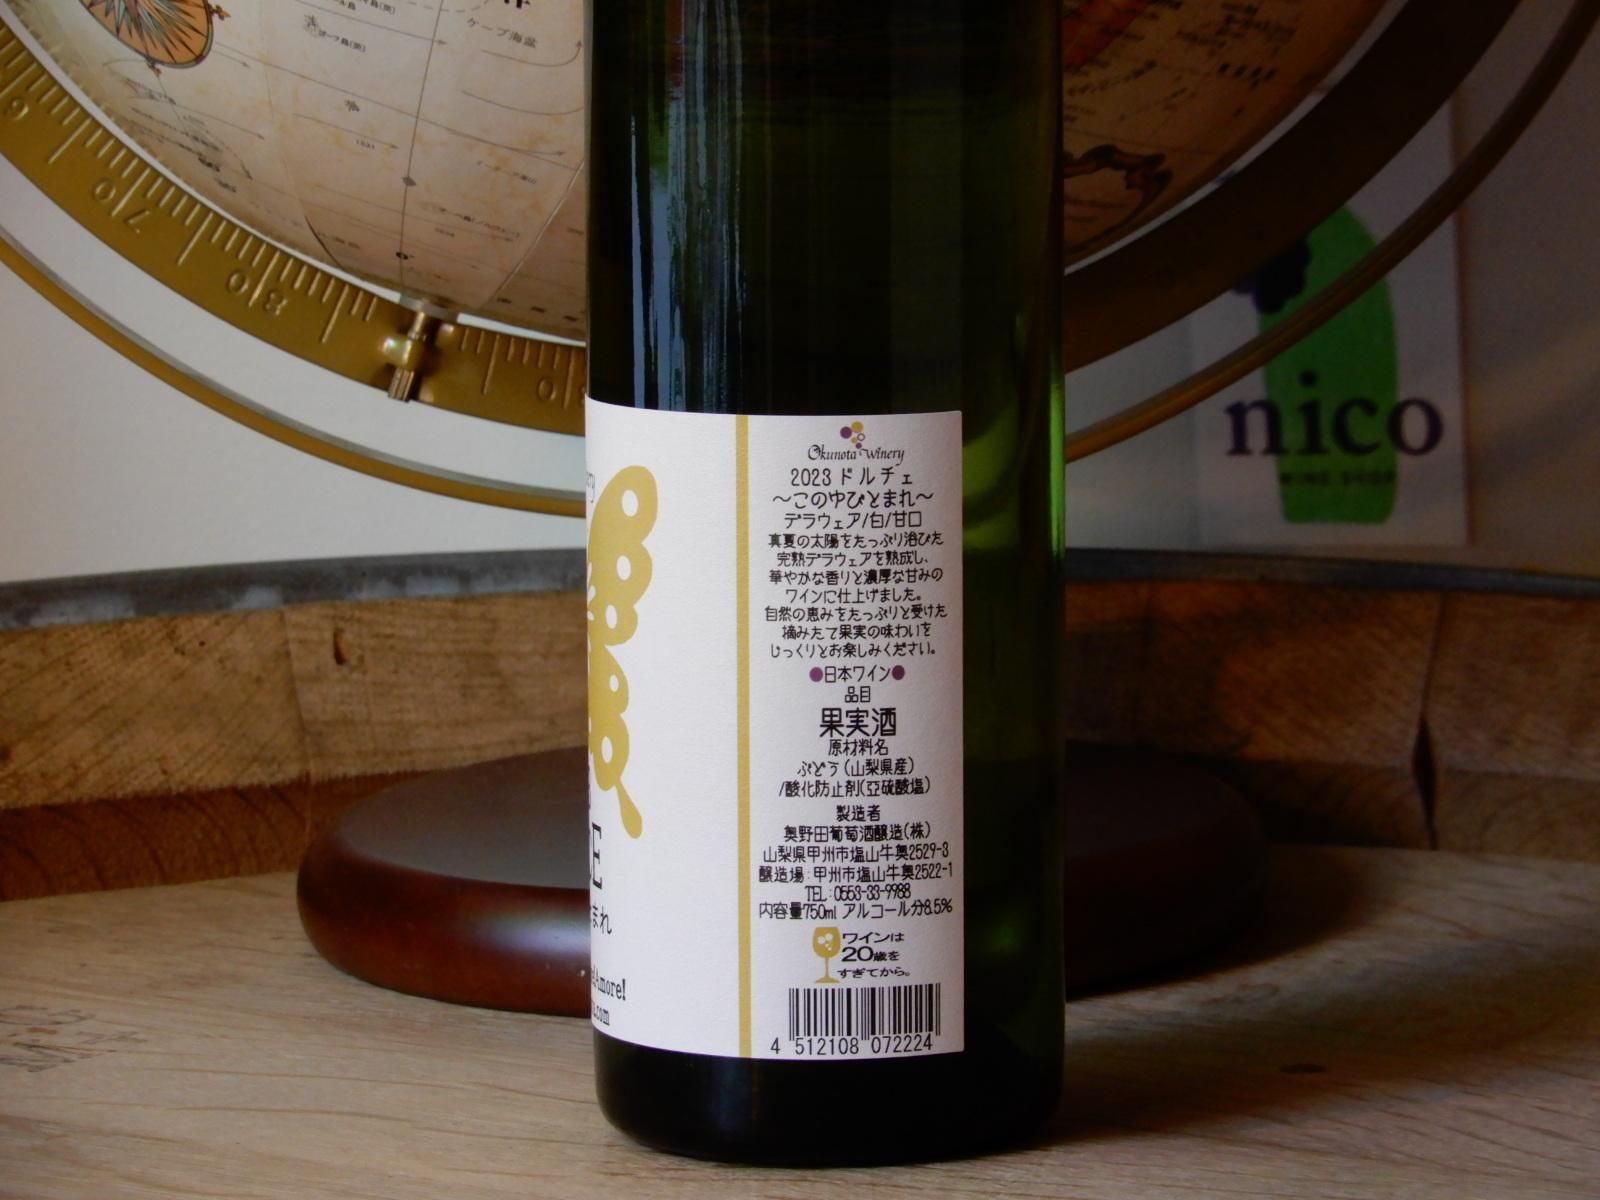 ケープ海盆
70
80
nico
WINE SHOP
Okunota Winery
2023 ドルチェ
～このゆびとまれ～
デラウェア/白/甘口
真夏の太陽をたっぷり浴びた
完熟デラウェアを熟成し、
華やかな香りと濃厚な甘みの
ワインに仕上げました。
自然の恵みをたっぷりと受けた
摘みたて果実の味わいを
じっくりとお楽しみください。
●日本ワイン●
品目
果実酒
原材料名
ぶどう(山梨県産)
/酸化防止剤(亞硫酸塩)
製造者
奥野田葡萄酒醸造(株)
山梨県甲州市塩山牛奥2529-3
醸造場:甲州市塩山牛奥2522-1
TEL:0553-33-9988
内容量750ml アルコール分8.5%
ワインは
20歳を
すぎてから。
4 512108 072224
E
まれ
Amore!
.com